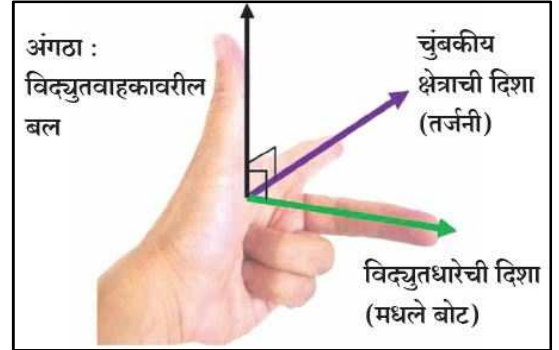 अंगठा :
विद्युतवाहकावरील
बल
चुंबकीय
क्षेत्राची दिशा
(तर्जनी)
विद्युतधारेची दिशा
(मधले बोट)